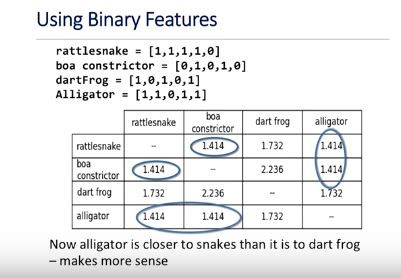 Using Binary Features
rattlesnake = [1,1,1,1,0]
boa constrictor = [0,1,0,1,0]
dartFrog = [1,0,1,0,1]
Alligator = [1,1,0,1,1]
rattlesnake boa constrictor dart frog alligator
rattlesnake -- 1.414 1.732 1.414
boa constrictor 1.414 -- 2.236 1.414
dart frog 1.732 2.236 -- 1.732
alligator 1.414 1.414 1.732 --
Now alligator is closer to snakes than it is to dart frog
– makes more sense